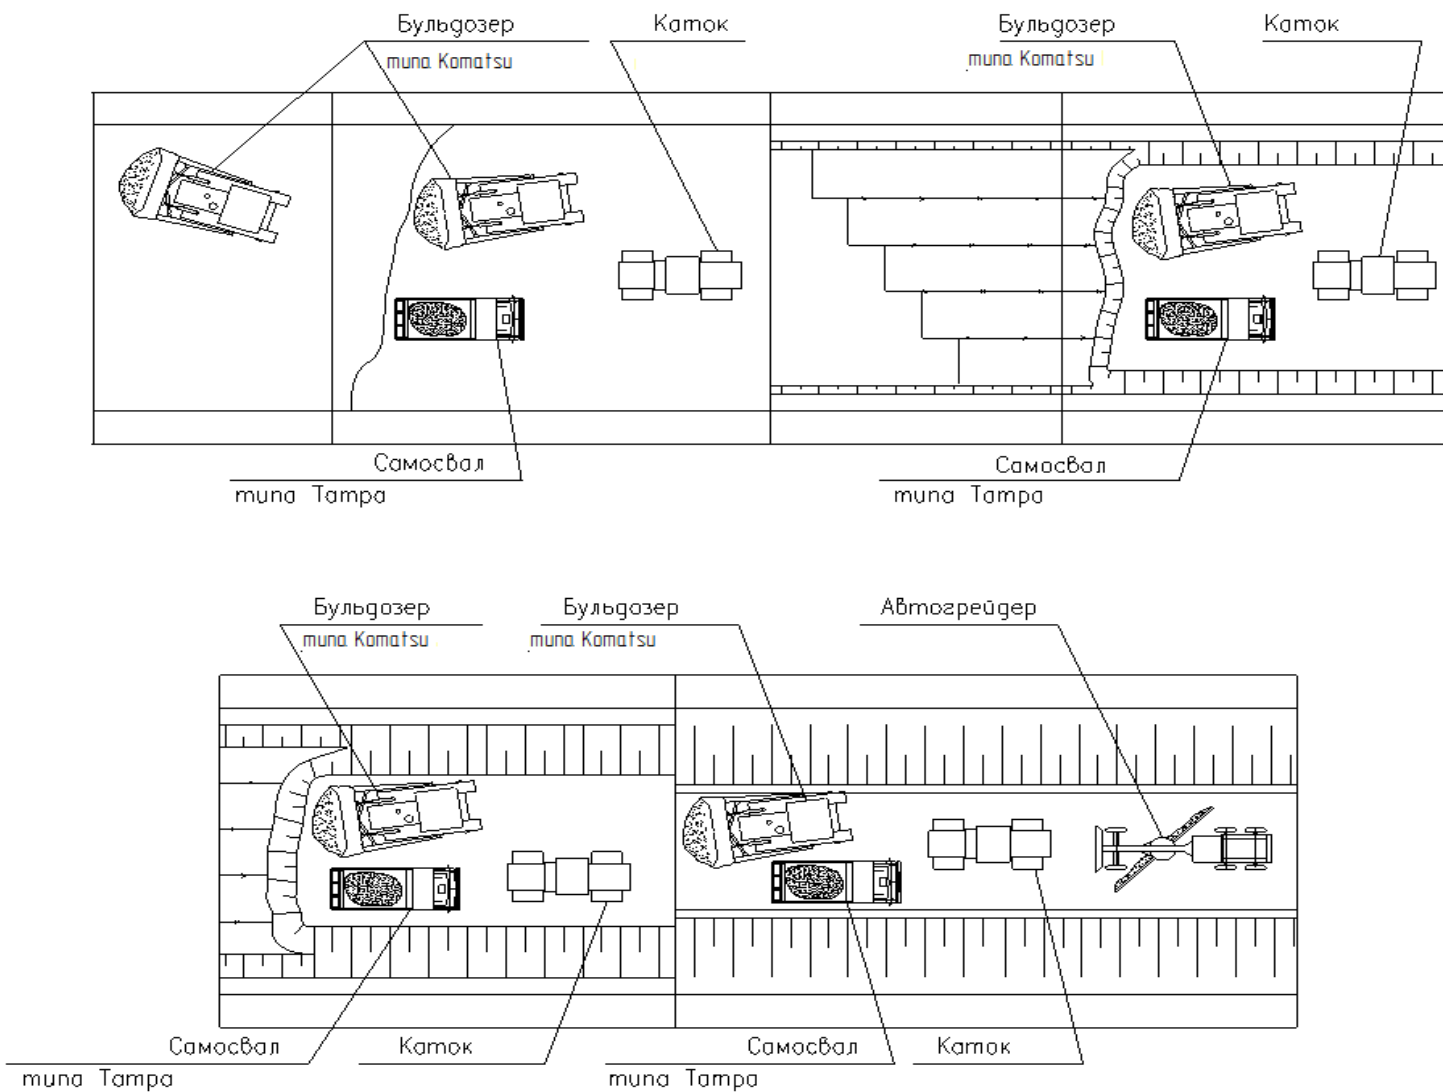 Бульдозер
типа Komatsu
Каток
Бульдозер
типа Komatsu
Каток
Самосвал
типа Татра
Самосвал
типа Татра
Бульдозер
типа Komatsu
Бульдозер
типа Komatsu
Автогрейдер
Самосвал
типа Татра
Каток
Самосвал
типа Татра
Каток